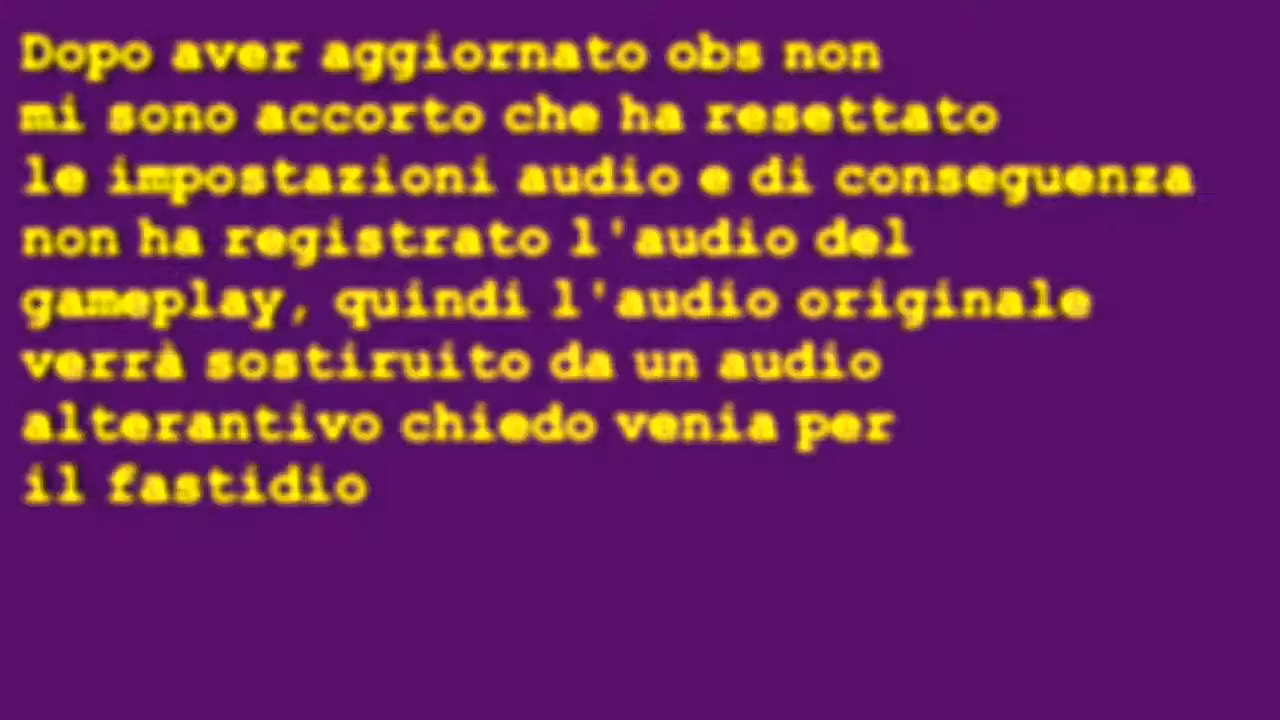 Dopo aver aggiornato obs non
mi sono accorto che ha resettato
le impostazioni audio e di conseguenza
non ha registrato l'audio del
gameplay, quindi l'audio originale
verrà sostiruito da un audio
alterantivo chiedo venia per
il fastidio